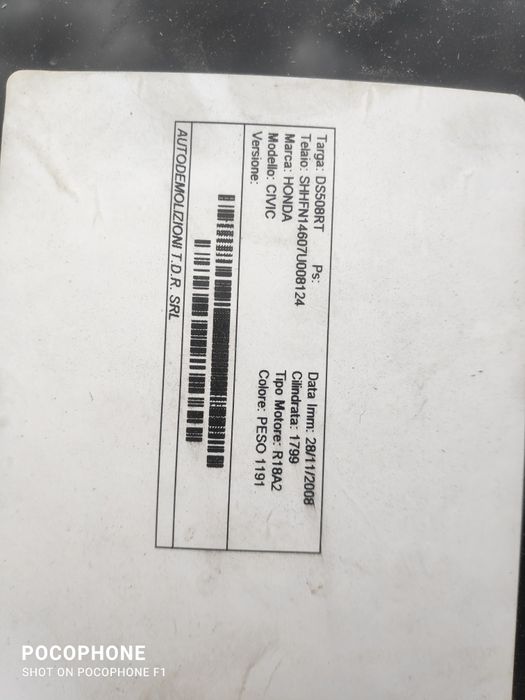 Targa: DS508RT Ps: Data Imm: 28/11/2008
Telaio: SHHFN14607U008124 Cilindrata: 1799
Marca: HONDA Tipo Motore: R18A2
Modello: CIVIC Colore: PESO 1191
Versione:
AUTODEMOLIZIONI T.D.R. SRL
POCOPHONE
SHOT ON POCOPHONE F1